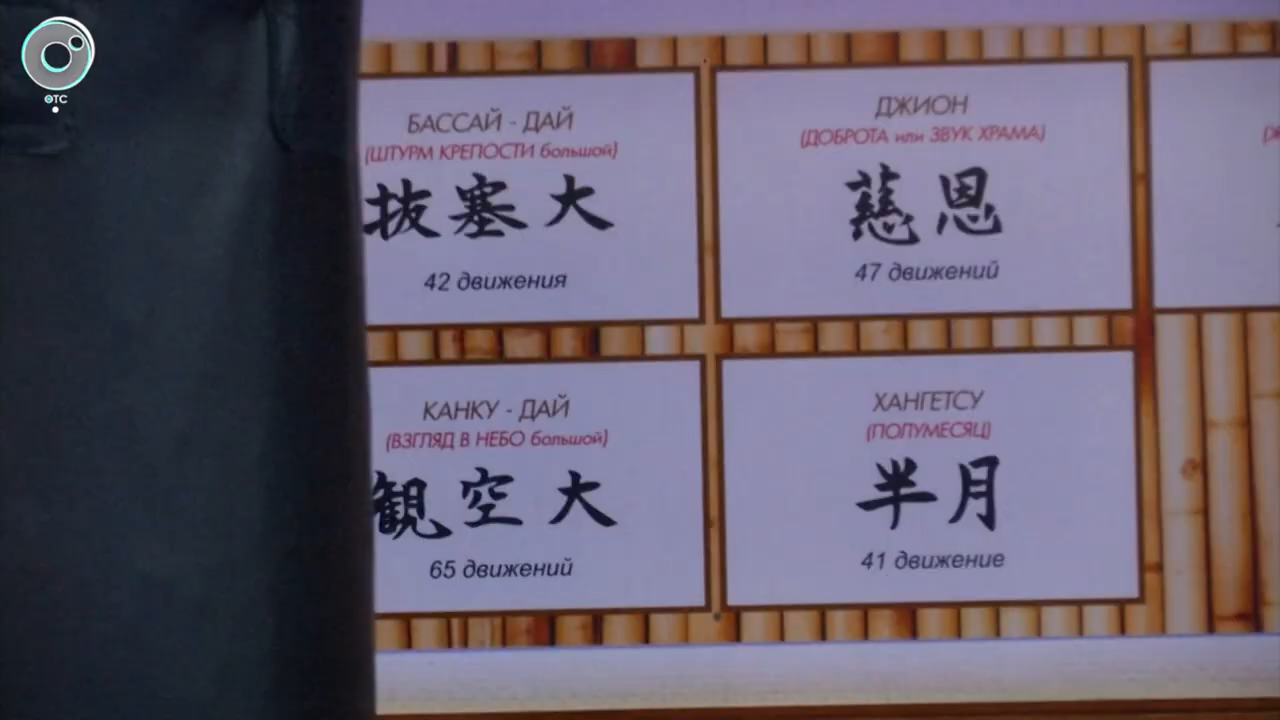 ОТС
БАССАЙ - ДАЙ
(ШТУРМ КРЕПОСТИ большой)
抜塞大
42 движения
ДЖИОН
(ДОБРОТА или ЗВУК ХРАМА)
慈恩
47 движений
КАНКУ - ДАЙ
(ВЗГЛЯД В НЕБО большой)
観空大
65 движений
ХАНГЕТСУ
(ПОЛУМЕСЯЦ)
半月
41 движение